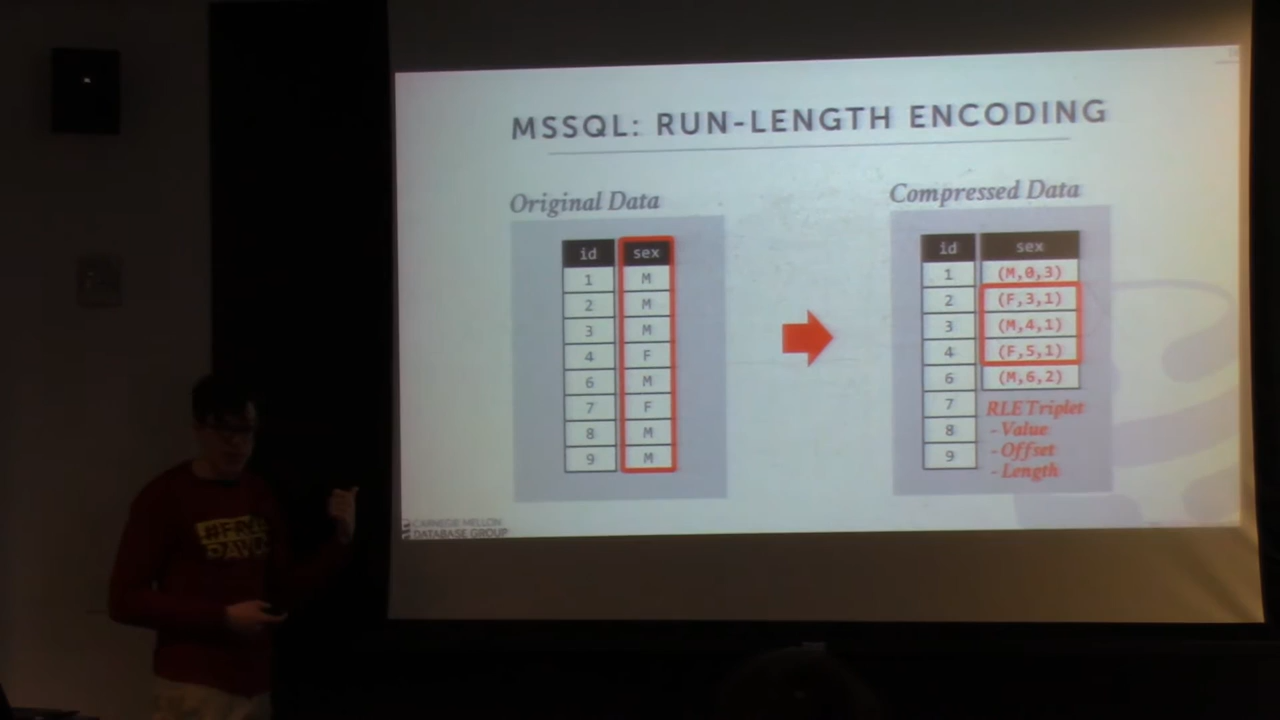 MSSQL: RUN-LENGTH ENCODING
Original Data
id sex
1 M
2 M
3 M
4 F
6 M
7 F
8 M
9 M
Compressed Data
id sex
1 (M,0,3)
2 (F,3,1)
3 (M,4,1)
4 (F,5,1)
6 (M,6,2)
7
8
9
RLE Triplet
- Value
- Offset
- Length
CARNEGIE MELLON
DATABASE GROUP